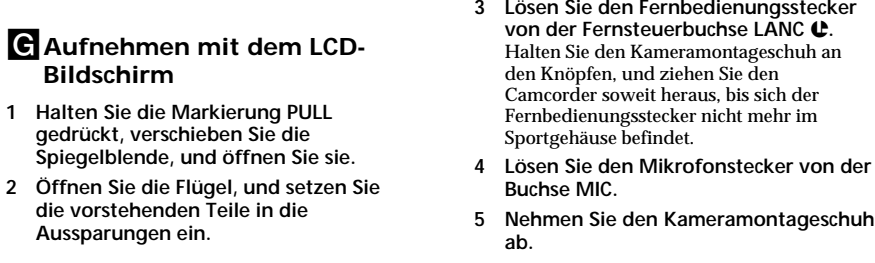 G Aufnehmen mit dem LCD-
Bildschirm
1 Halten Sie die Markierung PULL
gedrückt, verschieben Sie die
Spiegelblende, und öffnen Sie sie.
2 Öffnen Sie die Flügel, und setzen Sie
die vorstehenden Teile in die
Aussparungen ein.
3 Lösen Sie den Fernbedienungsstecker
von der Fernsteuerbuchse LANC.
Halten Sie den Kameramontageschuh an
den Knöpfen, und ziehen Sie den
Camcorder soweit heraus, bis sich der
Fernbedienungsstecker nicht mehr im
Sportgehäuse befindet.
4 Lösen Sie den Mikrofonstecker von der
Buchse MIC.
5 Nehmen Sie den Kameramontageschuh
ab.